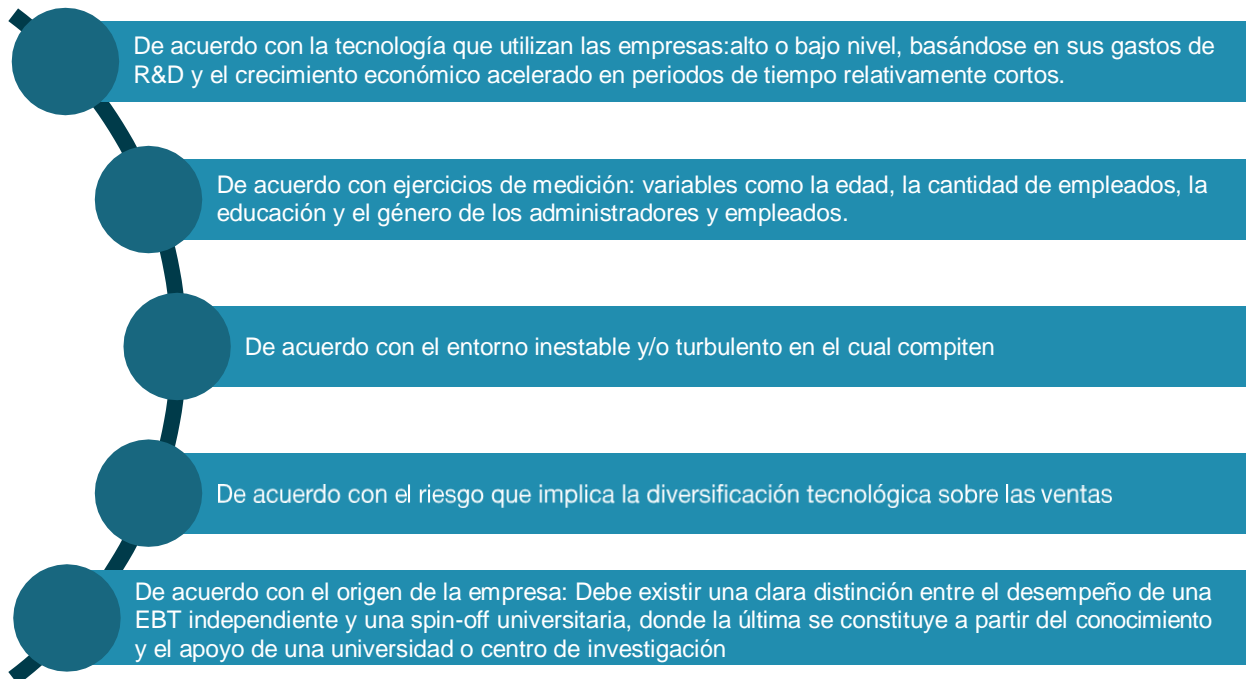 De acuerdo con la tecnología que utilizan las empresas:alto o bajo nivel, basándose en sus gastos de
R&D y el crecimiento económico acelerado en periodos de tiempo relativamente cortos.
De acuerdo con ejercicios de medición: variables como la edad, la cantidad de empleados, la
educación y el género de los administradores y empleados.
De acuerdo con el entorno inestable y/o turbulento en el cual compiten
De acuerdo con el riesgo que implica la diversificación tecnológica sobre las ventas
De acuerdo con el origen de la empresa: Debe existir una clara distinción entre el desempeño de una
EBT independiente y una spin-off universitaria, donde la última se constituye a partir del conocimiento
y el apoyo de una universidad o centro de investigación